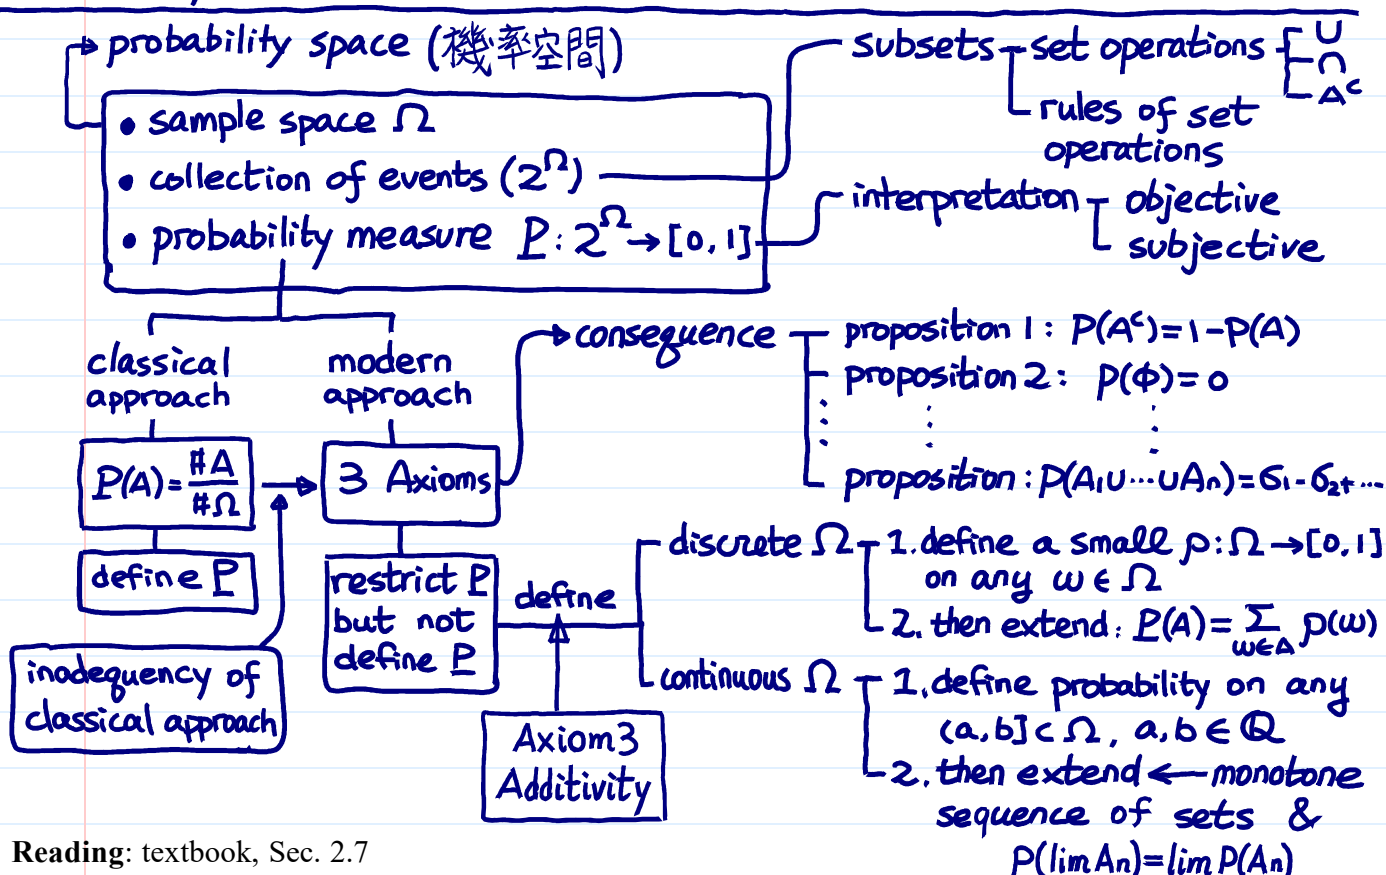 probability space (機率空間)
• sample space Ω
• collection of events (2^Ω)
• probability measure P: 2^Ω → [0, 1]
subsets
set operations
∪
∩
A^c
rules of set
operations
interpretation
objective
subjective
classical
approach
modern
approach
P(A) = #A / #Ω
3 Axioms
define P
restrict P
but not
define P
inadequency of
classical approach
consequence
proposition 1: P(A^c)=1-P(A)
proposition 2: P(ϕ)=0
proposition: P(A₁∪⋯∪Aₙ)=σ₁-σ₂+⋯
define
Axiom3
Additivity
discrete Ω
1. define a small p: Ω → [0, 1]
on any ω ∈ Ω
2. then extend: P(A) = Σ_{ω∈A} p(ω)
continuous Ω
1. define probability on any
(a, b] ⊂ Ω, a, b ∈ ℚ
2. then extend ← monotone
sequence of sets &
P(lim Aₙ)=lim P(Aₙ)
Reading: textbook, Sec. 2.7